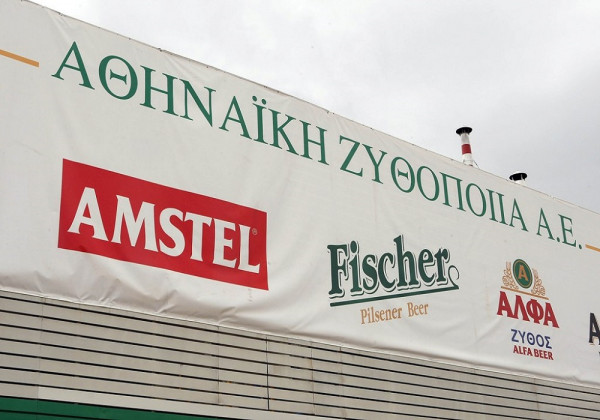 ΑΘΗΝΑΪΚΗ ΖΥΘΟΠΟΙΙΑ Α.Ε.
AMSTEL®
Fischer
Pilsener Beer
Α
ΑΛΦΑ
ΖΥΘΟΣ
ALFA BEER